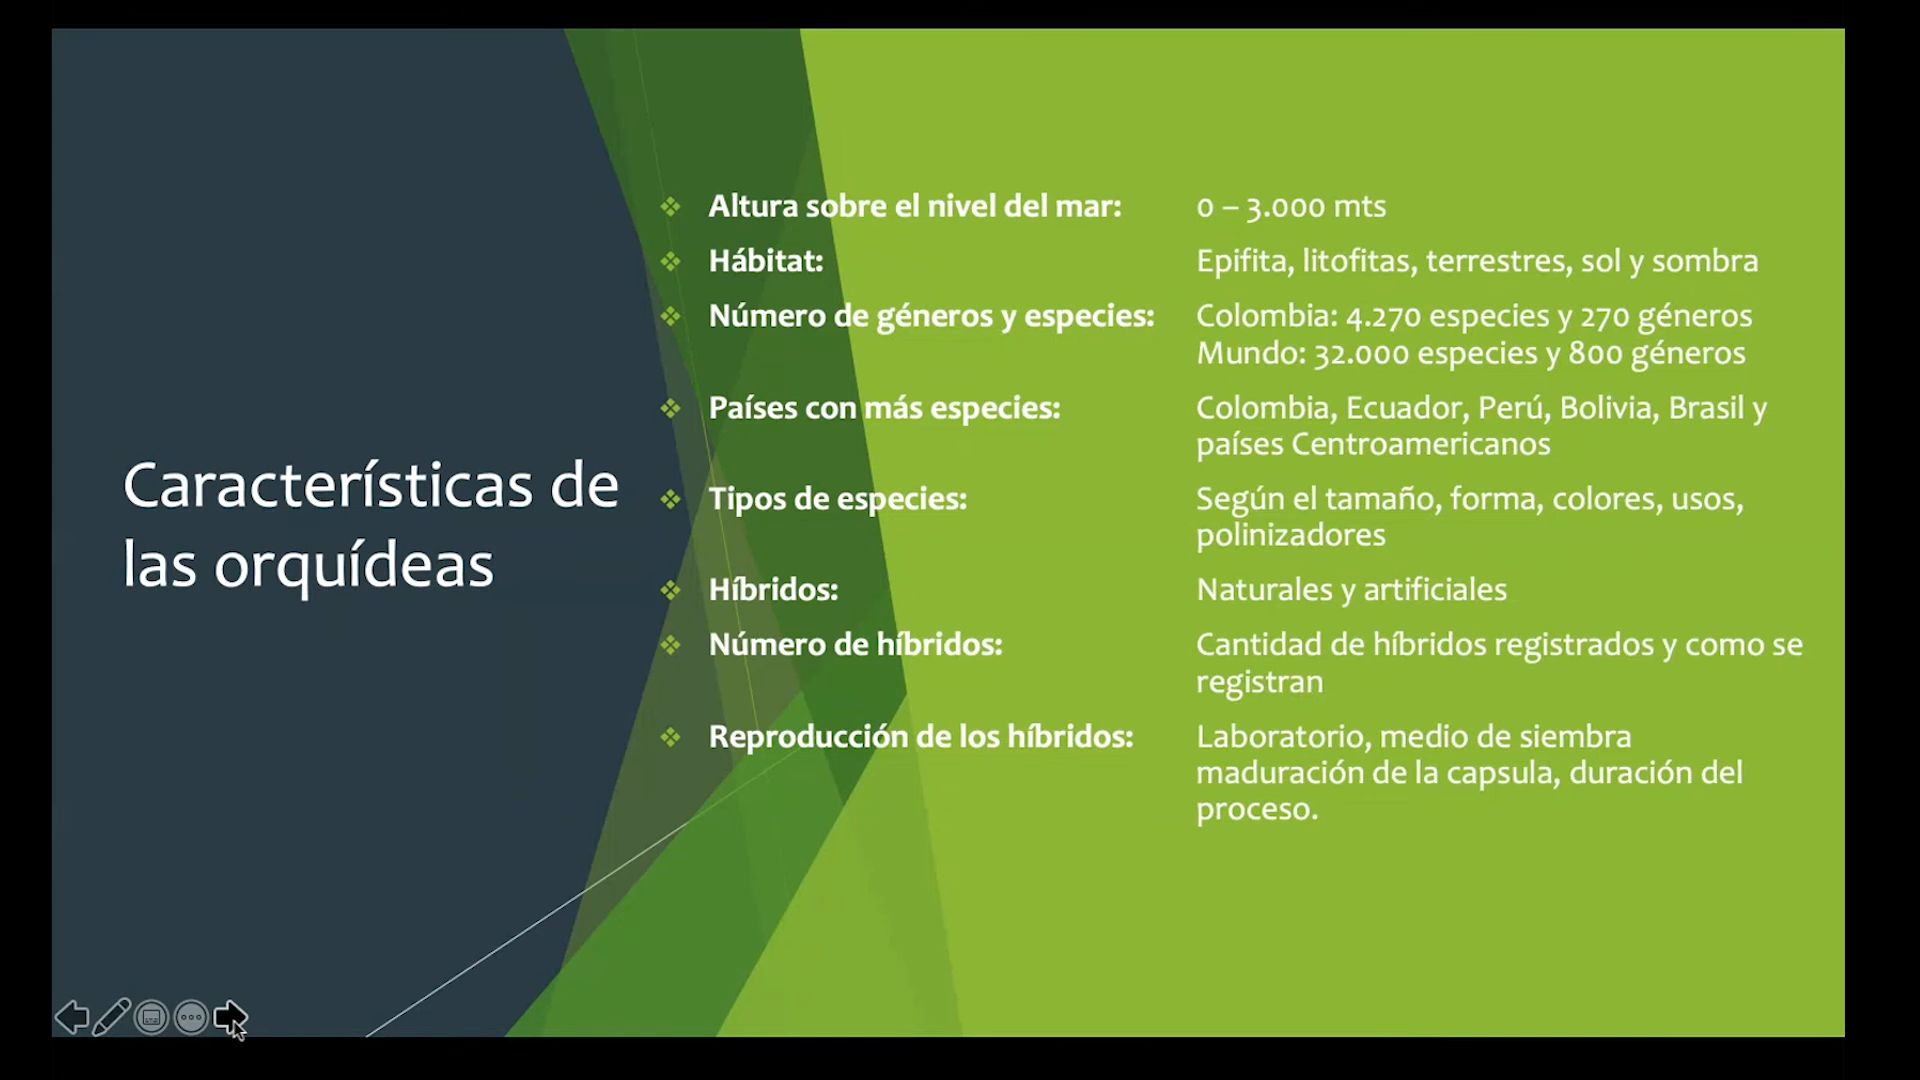 Características de
las orquídeas
Altura sobre el nivel del mar: 0 – 3.000 mts
Hábitat: Epifita, litofitas, terrestres, sol y sombra
Número de géneros y especies: Colombia: 4.270 especies y 270 géneros
Mundo: 32.000 especies y 800 géneros
Países con más especies: Colombia, Ecuador, Perú, Bolivia, Brasil y
países Centroamericanos
Tipos de especies: Según el tamaño, forma, colores, usos,
polinizadores
Híbridos: Naturales y artificiales
Número de híbridos: Cantidad de híbridos registrados y como se
registran
Reproducción de los híbridos: Laboratorio, medio de siembra
maduración de la capsula, duración del
proceso.